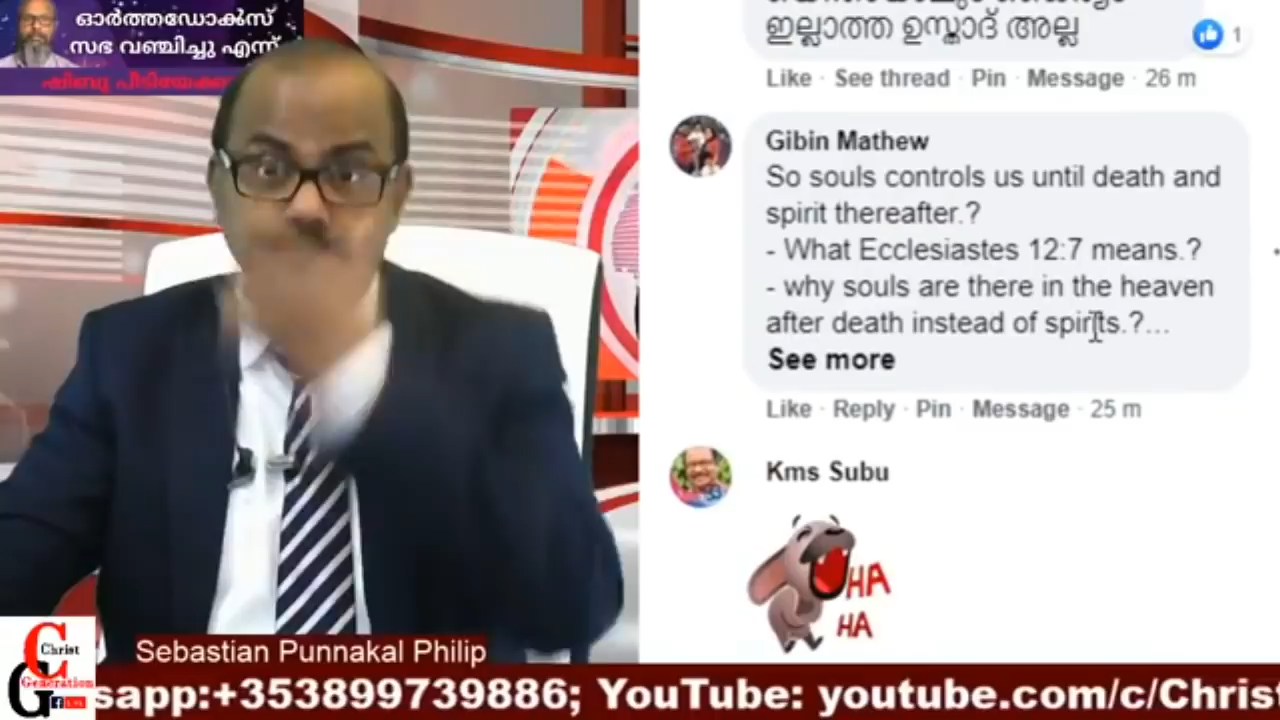 ഓർത്തഡോക്സ്
സഭ വഞ്ചിച്ചു എന്ന്
ഷിബു
ഇല്ലാത്ത ഉസ്താദ് അല്ല
1
Like · See thread · Pin · Message · 26 m
Gibin Mathew
So souls controls us until death and
spirit thereafter.?
- What Ecclesiastes 12:7 means.?
- why souls are there in the heaven
after death instead of spirits.?...
See more
Like · Reply · Pin · Message · 25 m
Kms Subu
HA
HA
Sebastian Punnakal Philip
C Christ
G Generation
sapp:+353899739886; YouTube: youtube.com/c/Chris